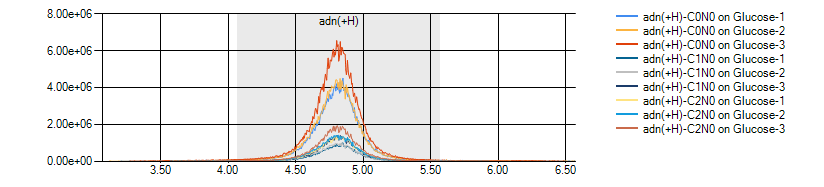 8.00e+06
6.00e+06
4.00e+06
2.00e+06
0.00e+00
adn(+H)
3.50 4.00 4.50 5.00 5.50 6.00 6.50
adn(+H)-C0N0 on Glucose-1
adn(+H)-C0N0 on Glucose-2
adn(+H)-C0N0 on Glucose-3
adn(+H)-C1N0 on Glucose-1
adn(+H)-C1N0 on Glucose-2
adn(+H)-C1N0 on Glucose-3
adn(+H)-C2N0 on Glucose-1
adn(+H)-C2N0 on Glucose-2
adn(+H)-C2N0 on Glucose-3